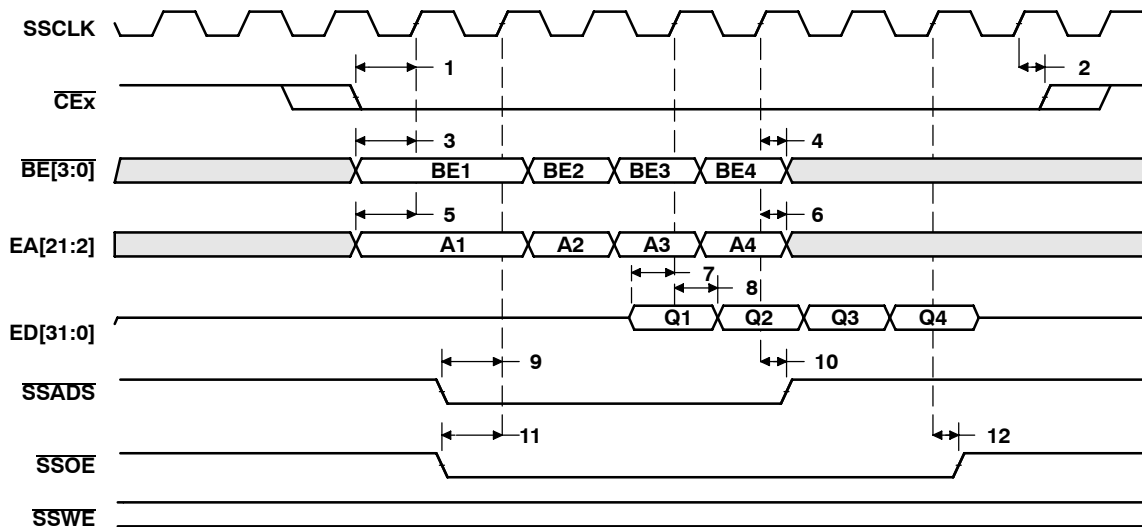 SSCLK
1
2
CEx
3
4
BE[3:0]
BE1
BE2
BE3
BE4
5
6
EA[21:2]
A1
A2
A3
A4
7
8
ED[31:0]
Q1
Q2
Q3
Q4
9
10
SSADS
11
12
SSOE
SSWE